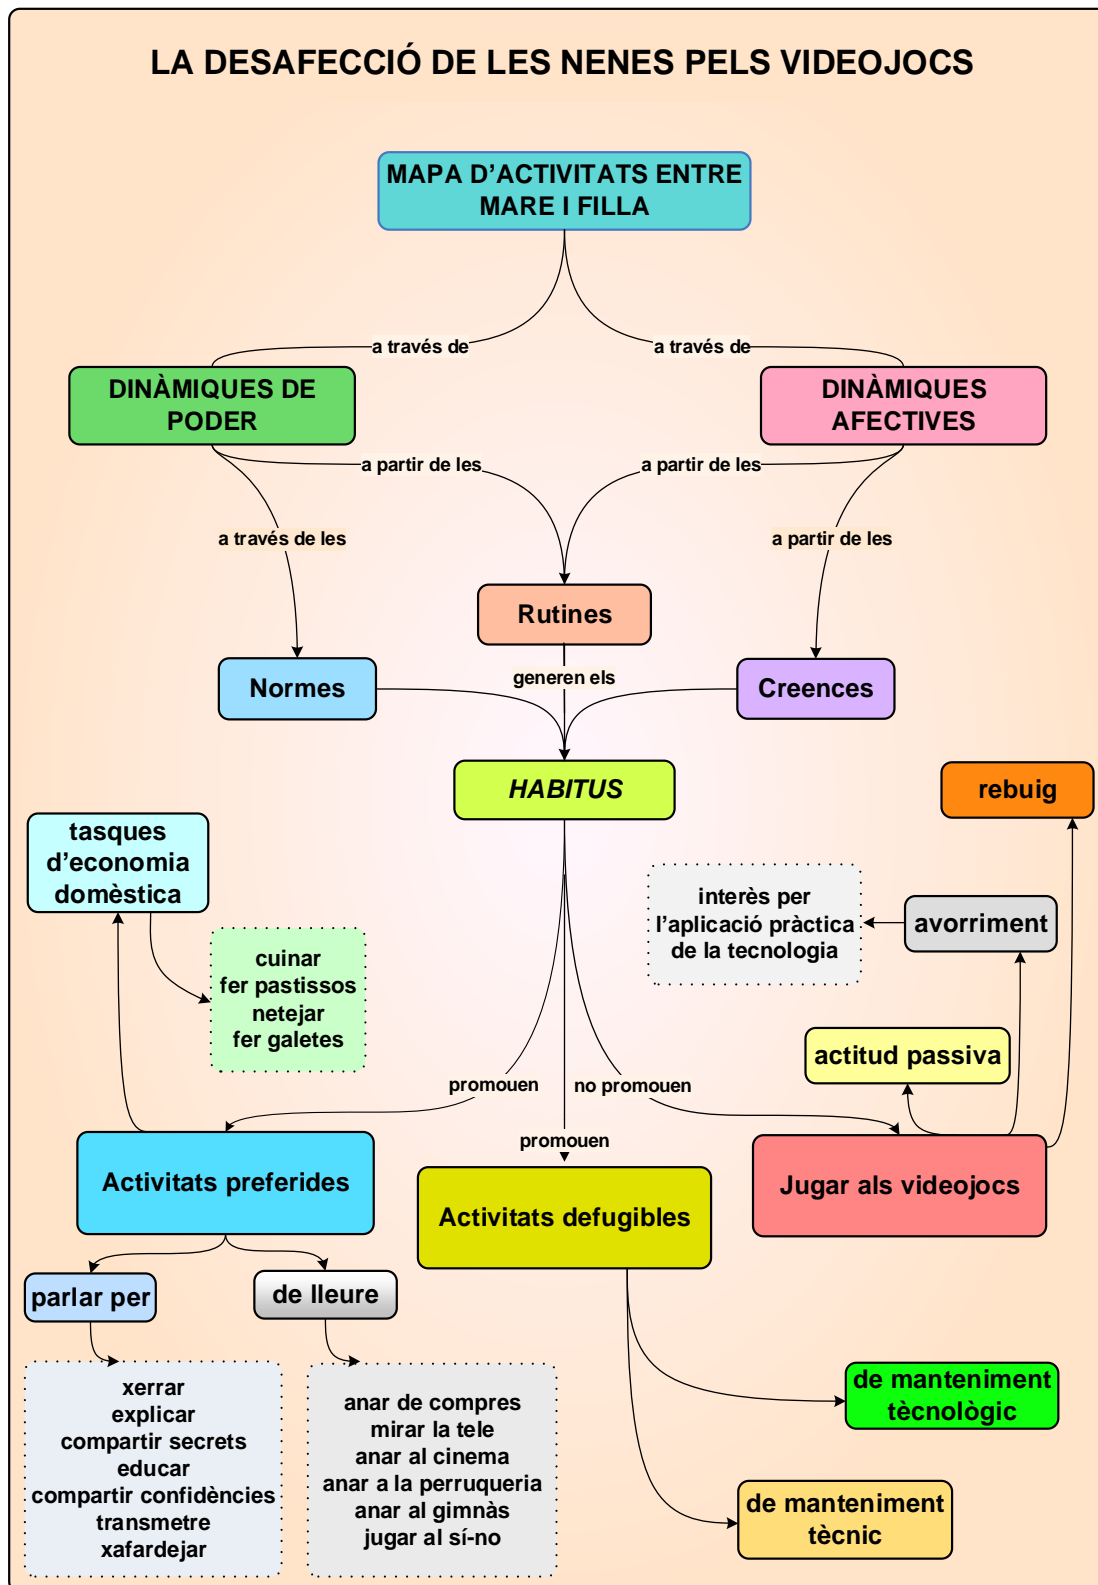 LA DESAFECCIÓ DE LES NENES PELS VIDEOJOCS
MAPA D’ACTIVITATS ENTRE
MARE I FILLA
a través de
a través de
DINÀMIQUES DE
PODER
DINÀMIQUES
AFECTIVES
a partir de les
a partir de les
a través de les
a partir de les
Rutines
Normes
generen els
Creences
HABITUS
rebuig
tasques
d’economia
domèstica
interès per
l’aplicació pràctica
de la tecnologia
avorriment
cuinar
fer pastissos
netejar
fer galetes
actitud passiva
promouen
no promouen
promouen
Activitats preferides
Activitats defugibles
Jugar als videojocs
parlar per
de lleure
xerrar
explicar
compartir secrets
educar
compartir confidències
transmetre
xafardejar
anar de compres
mirar la tele
anar al cinema
anar a la perruqueria
anar al gimnàs
jugar al sí-no
de manteniment
tècnològic
de manteniment
tècnic